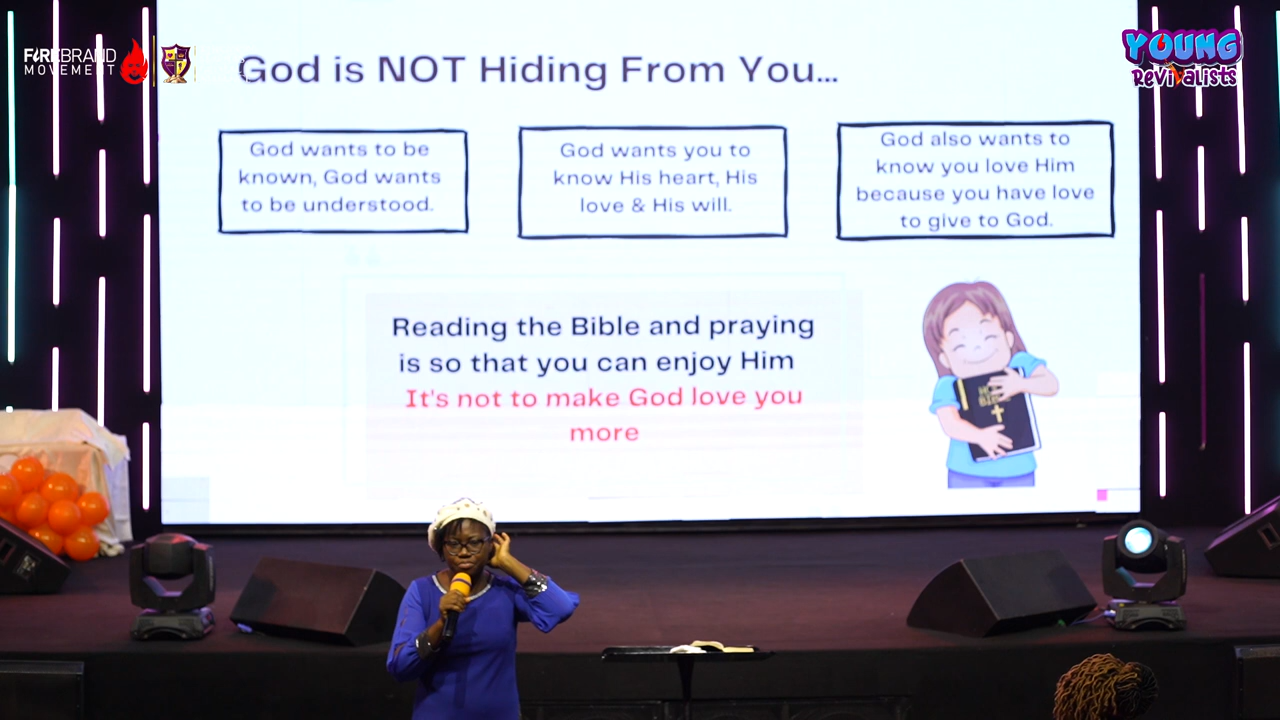 FIREBRAND
MOVEMENT
YOUNG
ReViValists
God is NOT Hiding From You...
God wants to be
known, God wants
to be understood.
God wants you to
know His heart, His
love & His will.
God also wants to
know you love Him
because you have love
to give to God.
Reading the Bible and praying
is so that you can enjoy Him
It's not to make God love you
more
HOLY
BIBLE